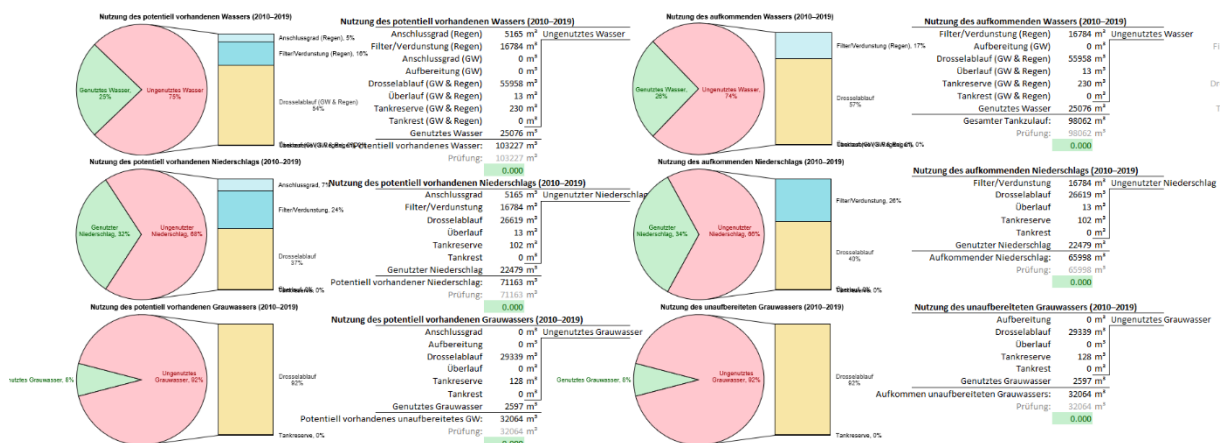 Nutzung des potentiell vorhandenen Wassers (2010–2019)
Anschlussgrad (Regen), 5%
Filter/Verdunstung (Regen), 16%
Genutztes Wasser,
25%
Ungenutztes Wasser
75%
Drosselablauf (GW & Regen)
54%
Nutzung des potentiell vorhandenen Wassers (2010–2019)
Anschlussgrad (Regen) 5165 m³ Ungenutztes Wasser
Filter/Verdunstung (Regen) 16784 m³
Anschlussgrad (GW) 0 m³
Aufbereitung (GW) 0 m³
Drosselablauf (GW & Regen) 55958 m³
Überlauf (GW & Regen) 13 m³
Tankreserve (GW & Regen) 230 m³
Tankrest (GW) 0 m³
Genutztes Wasser 25076 m³
Potentiell vorhandenes Wasser: 103227 m³
Prüfung: 103227 m³
0.000
Nutzung des aufkommenden Wassers (2010–2019)
Filter/Verdunstung (Regen), 17%
Genutztes Wasser,
26%
Ungenutztes Wasser
74%
Drosselablauf
57%
Nutzung des aufkommenden Wassers (2010–2019)
Filter/Verdunstung (Regen) 16784 m³ Ungenutztes Wasser
Aufbereitung (GW) 0 m³
Drosselablauf (GW & Regen) 55958 m³
Überlauf (GW & Regen) 13 m³
Tankreserve (GW & Regen) 230 m³
Tankrest (GW & Regen) 0 m³
Genutztes Wasser 25076 m³
Gesamter Tankzulauf: 98062 m³
Prüfung: 98062 m³
0.000
Nutzung des potentiell vorhandenen Niederschlags (2010–2019)
Anschlussgrad, 7%
Filter/Verdunstung, 24%
Genutzter
Niederschlag, 32%
Ungenutzter
Niederschlag, 68%
Drosselablauf
37%
Tankreserve, 0%
Nutzung des potentiell vorhandenen Niederschlags (2010–2019)
Anschlussgrad 5165 m³ Ungenutzter Niederschlag
Filter/Verdunstung 16784 m³
Drosselablauf 26619 m³
Überlauf 13 m³
Tankreserve 102 m³
Tankrest 0 m³
Genutzter Niederschlag 22479 m³
Potentiell vorhandener Niederschlag: 71163 m³
Prüfung: 71163 m³
0.000
Nutzung des aufkommenden Niederschlags (2010–2019)
Filter/Verdunstung, 26%
Genutzter
Niederschlag, 34%
Ungenutzter
Niederschlag, 66%
Drosselablauf
40%
Tankreserve, 0%
Nutzung des aufkommenden Niederschlags (2010–2019)
Filter/Verdunstung 16784 m³ Ungenutzter Niederschlag
Drosselablauf 26619 m³
Überlauf 13 m³
Tankreserve 102 m³
Tankrest 0 m³
Genutzter Niederschlag 22479 m³
Aufkommender Niederschlag: 65998 m³
Prüfung: 65998 m³
0.000
Nutzung des potentiell vorhandenen Grauwassers (2010–2019)
nutztes Grauwasser, 8%
Ungenutztes
Grauwasser, 92%
Drosselablauf
92%
Tankreserve, 0%
Nutzung des potentiell vorhandenen Grauwassers (2010–2019)
Anschlussgrad 0 m³ Ungenutztes Grauwasser
Aufbereitung 0 m³
Drosselablauf 29339 m³
Überlauf 0 m³
Tankreserve 128 m³
Tankrest 0 m³
Genutztes Grauwasser 2597 m³
Potentiell vorhandenes unaufbereitetes GW: 32064 m³
Prüfung: 32064 m³
0.000
Nutzung des unaufbereiteten Grauwassers (2010–2019)
Genutztes Grauwasser, 8%
Ungenutztes
Grauwasser, 92%
Drosselablauf
92%
Tankreserve, 0%
Nutzung des unaufbereiteten Grauwassers (2010–2019)
Aufbereitung 0 m³ Ungenutztes Grauwasser
Drosselablauf 29339 m³
Überlauf 0 m³
Tankreserve 128 m³
Tankrest 0 m³
Genutztes Grauwasser 2597 m³
Aufkommen unaufbereiteten Grauwassers: 32064 m³
Prüfung: 32064 m³
0.000